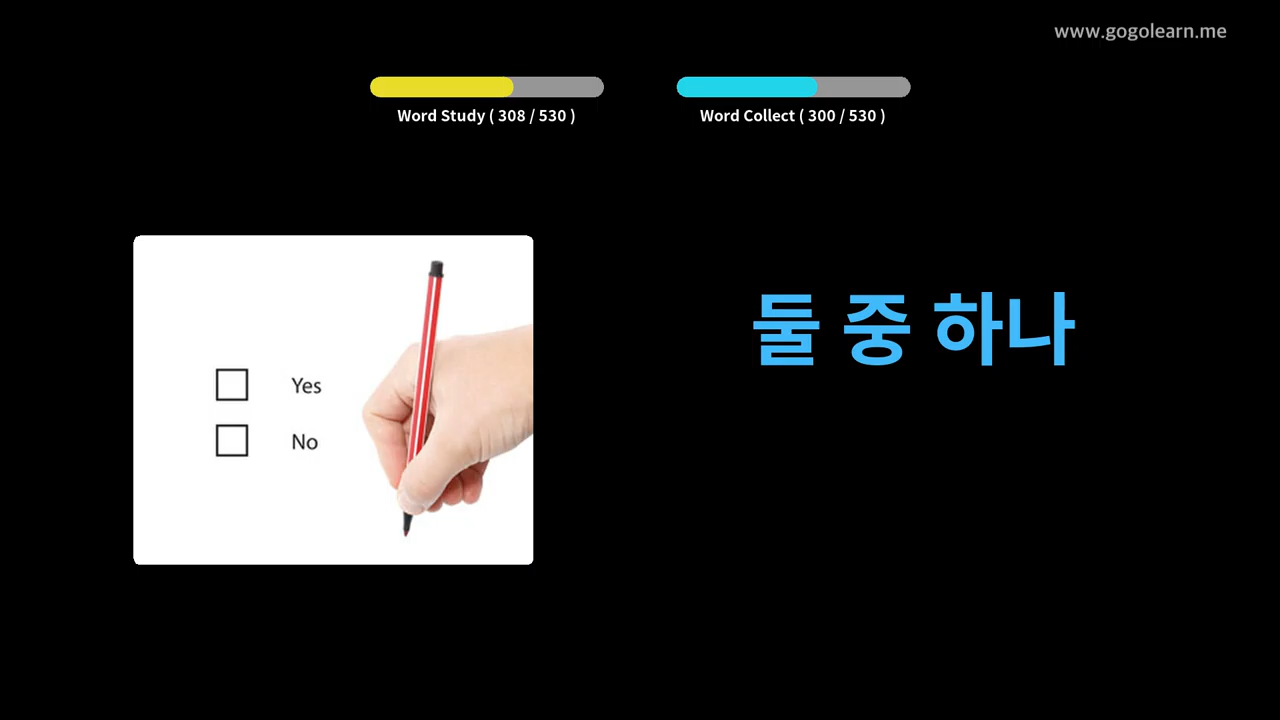 www.gogolearn.me
Word Study ( 308 / 530 )
Word Collect ( 300 / 530 )
둘 중 하나
Yes
No